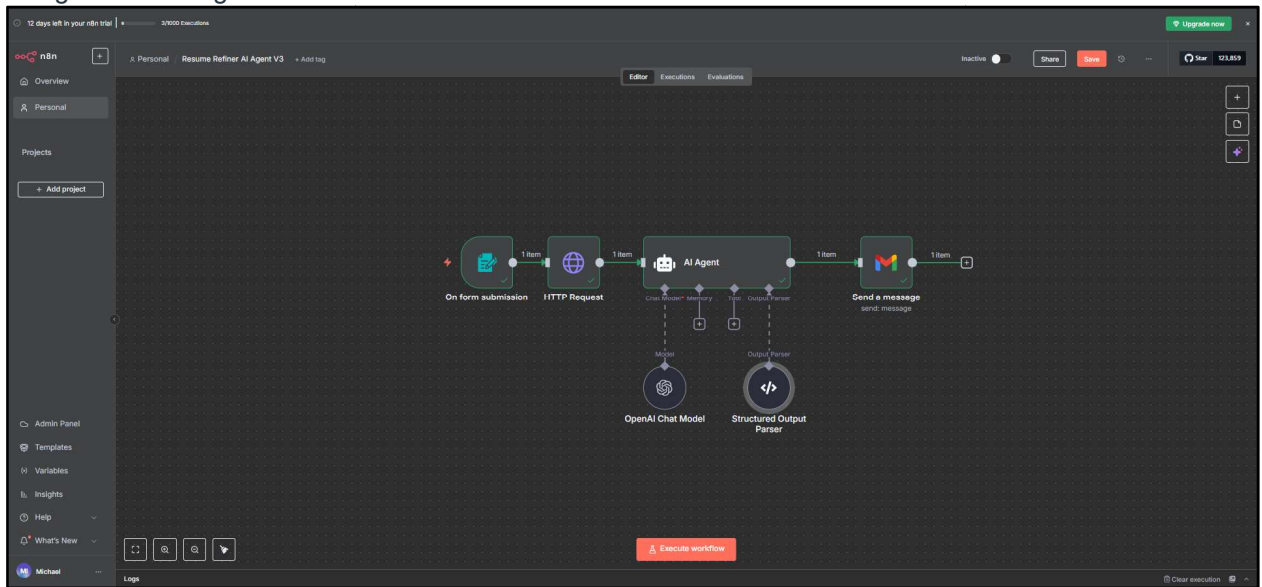 12 days left in your n8n trial
3/1000 Executions
Upgrade now
n8n
Personal / Resume Refiner AI Agent V3 + Add tag
Inactive
Share
Save
Star 123,859
Editor Executions Evaluations
Overview
Personal
Projects
+ Add project
1 item
1 item
AI Agent
1 item
1 item
On form submission
HTTP Request
Chat Model* Memory Tool Output Parser
Send a message
send: message
Model
Output Parser
OpenAI Chat Model
Structured Output
Parser
Admin Panel
Templates
Variables
Insights
Help
What's New
Execute workflow
MI
Michael
Logs
Clear execution